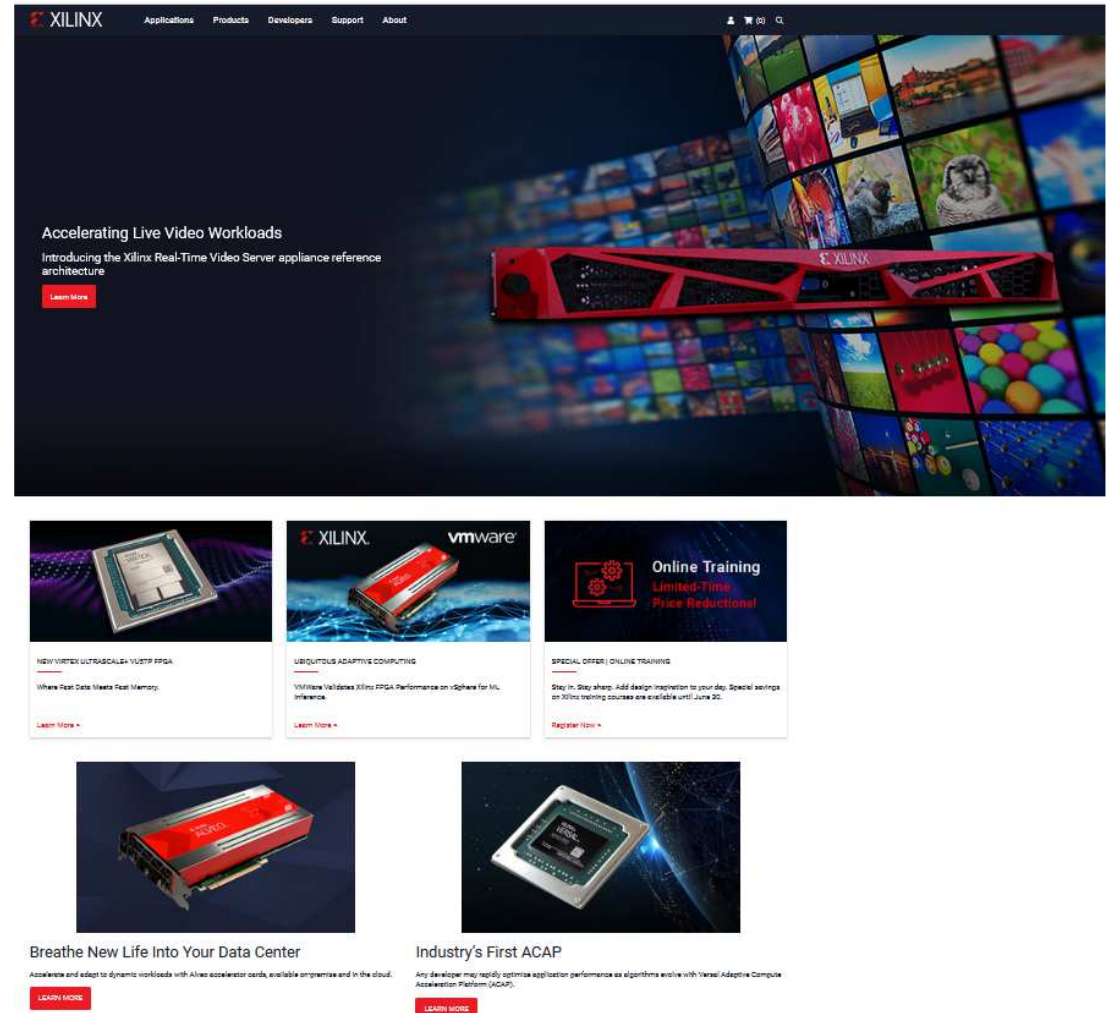 XILINX
Applications Products Developers Support About
(0)
Accelerating Live Video Workloads
Introducing the Xilinx Real-Time Video Server appliance reference
architecture
Learn More
XILINX
VIRTEX
XILINX.
vmware
Online Training
Limited-Time
Price Reductions!
NEW VIRTEX ULTRASCALE+ VU57P FPGA
Where Fast Data Meets Fast Memory.
Learn More
UBIQUITOUS ADAPTIVE COMPUTING
VMWare Validates Xilinx FPGA Performance on vSphere for ML
Inference.
Learn More
SPECIAL OFFER | ONLINE TRAINING
Stay in. Stay sharp. Add design inspiration to your day. Special savings
on Xilinx training courses are available until June 30.
Register Now
ALVEO
XILINX
VERSAL
Breathe New Life Into Your Data Center
Accelerate and adapt to dynamic workloads with Alveo accelerator cards, available on-premise and in the cloud.
LEARN MORE
Industry's First ACAP
Any developer may rapidly optimize application performance as algorithms evolve with Versal Adaptive Compute
Acceleration Platform (ACAP).
LEARN MORE